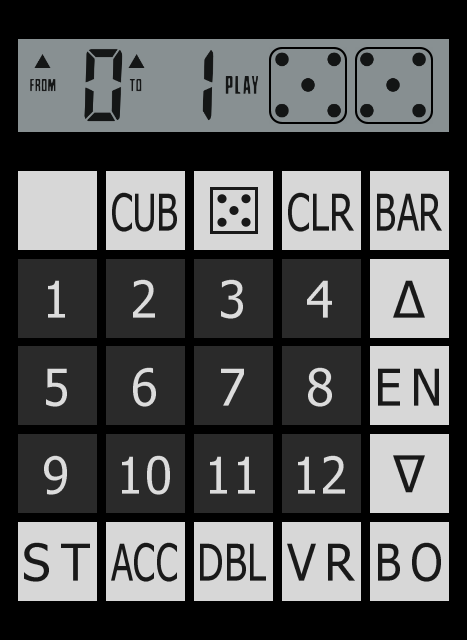 FROM 0 TO 1 PLAY
CUB CLR BAR
1 2 3 4 Δ
5 6 7 8 EN
9 10 11 12 ∇
ST ACC DBL VR BO